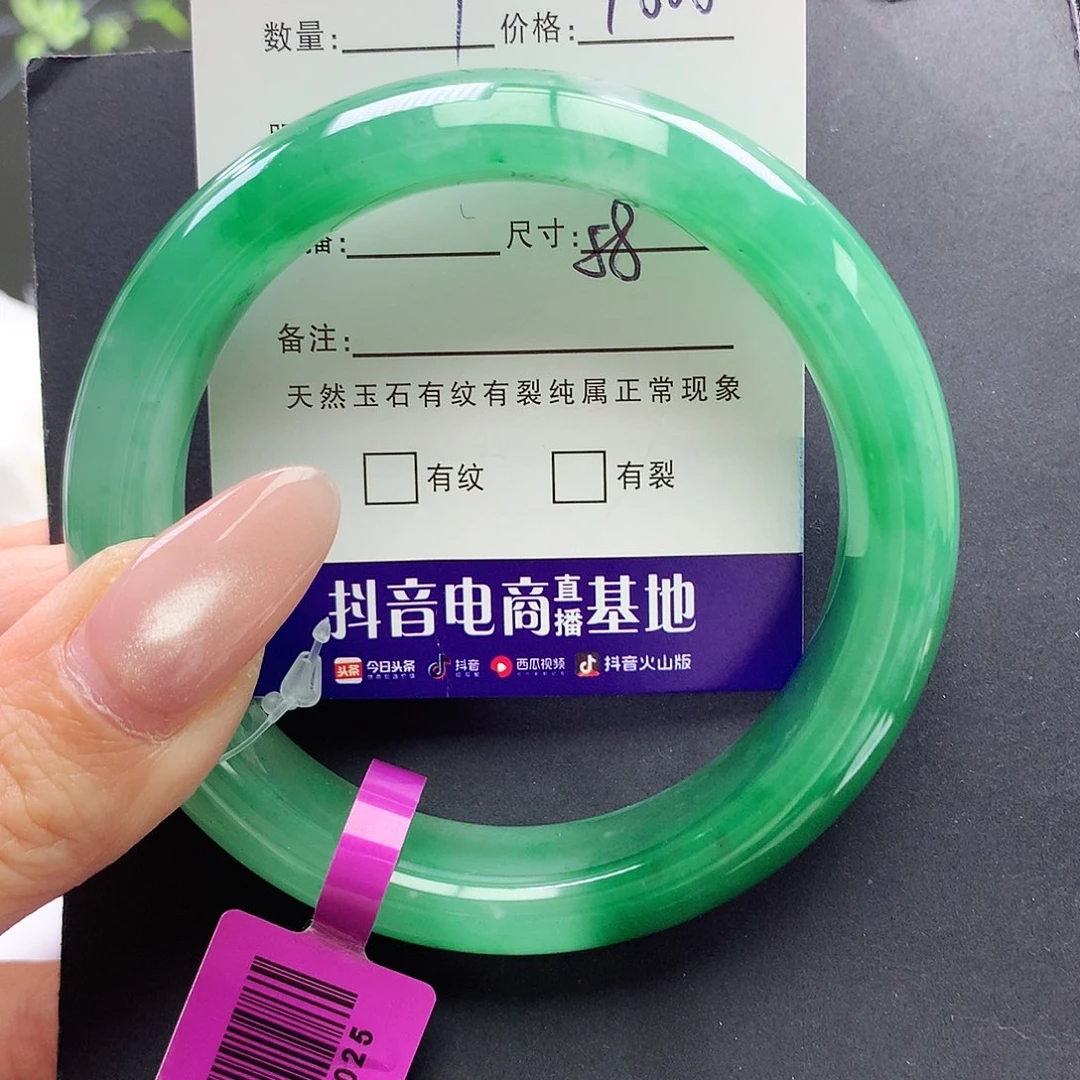 数量: 价格:
尺寸:58
备注:
天然玉石有纹有裂纯属正常现象
有纹 有裂
抖音电商直播基地
头条 今日头条 抖音 西瓜视频 抖音火山版
025